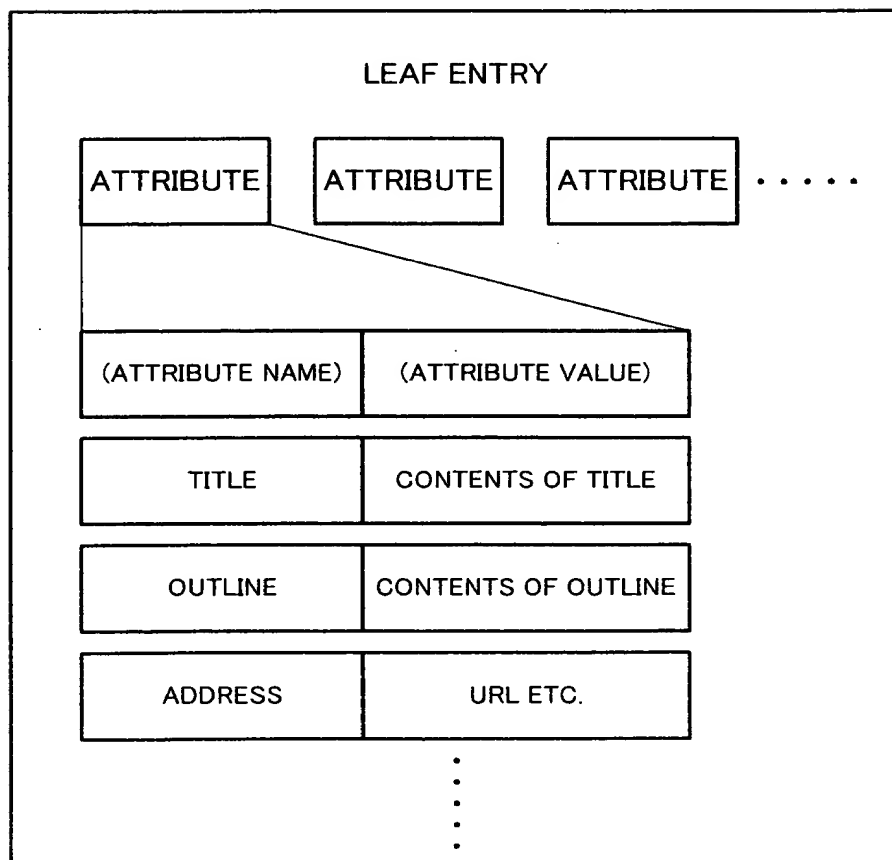 LEAF ENTRY
ATTRIBUTE ATTRIBUTE ATTRIBUTE · · · · ·
(ATTRIBUTE NAME) (ATTRIBUTE VALUE)
TITLE CONTENTS OF TITLE
OUTLINE CONTENTS OF OUTLINE
ADDRESS URL ETC.